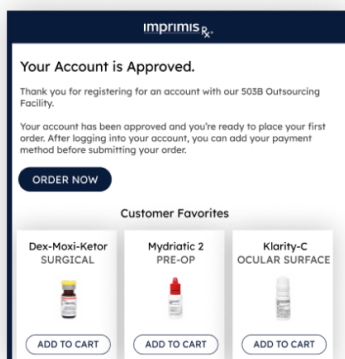 imprimis Rx
Your Account is Approved.
Thank you for registering for an account with our 503B Outsourcing
Facility.
Your account has been approved and you're ready to place your first
order. After logging into your account, you can add your payment
method before submitting your order.
ORDER NOW
Customer Favorites
Dex-Moxi-Ketor
SURGICAL
Mydriatic 2
PRE-OP
Klarity-C
OCULAR SURFACE
ADD TO CART
ADD TO CART
ADD TO CART